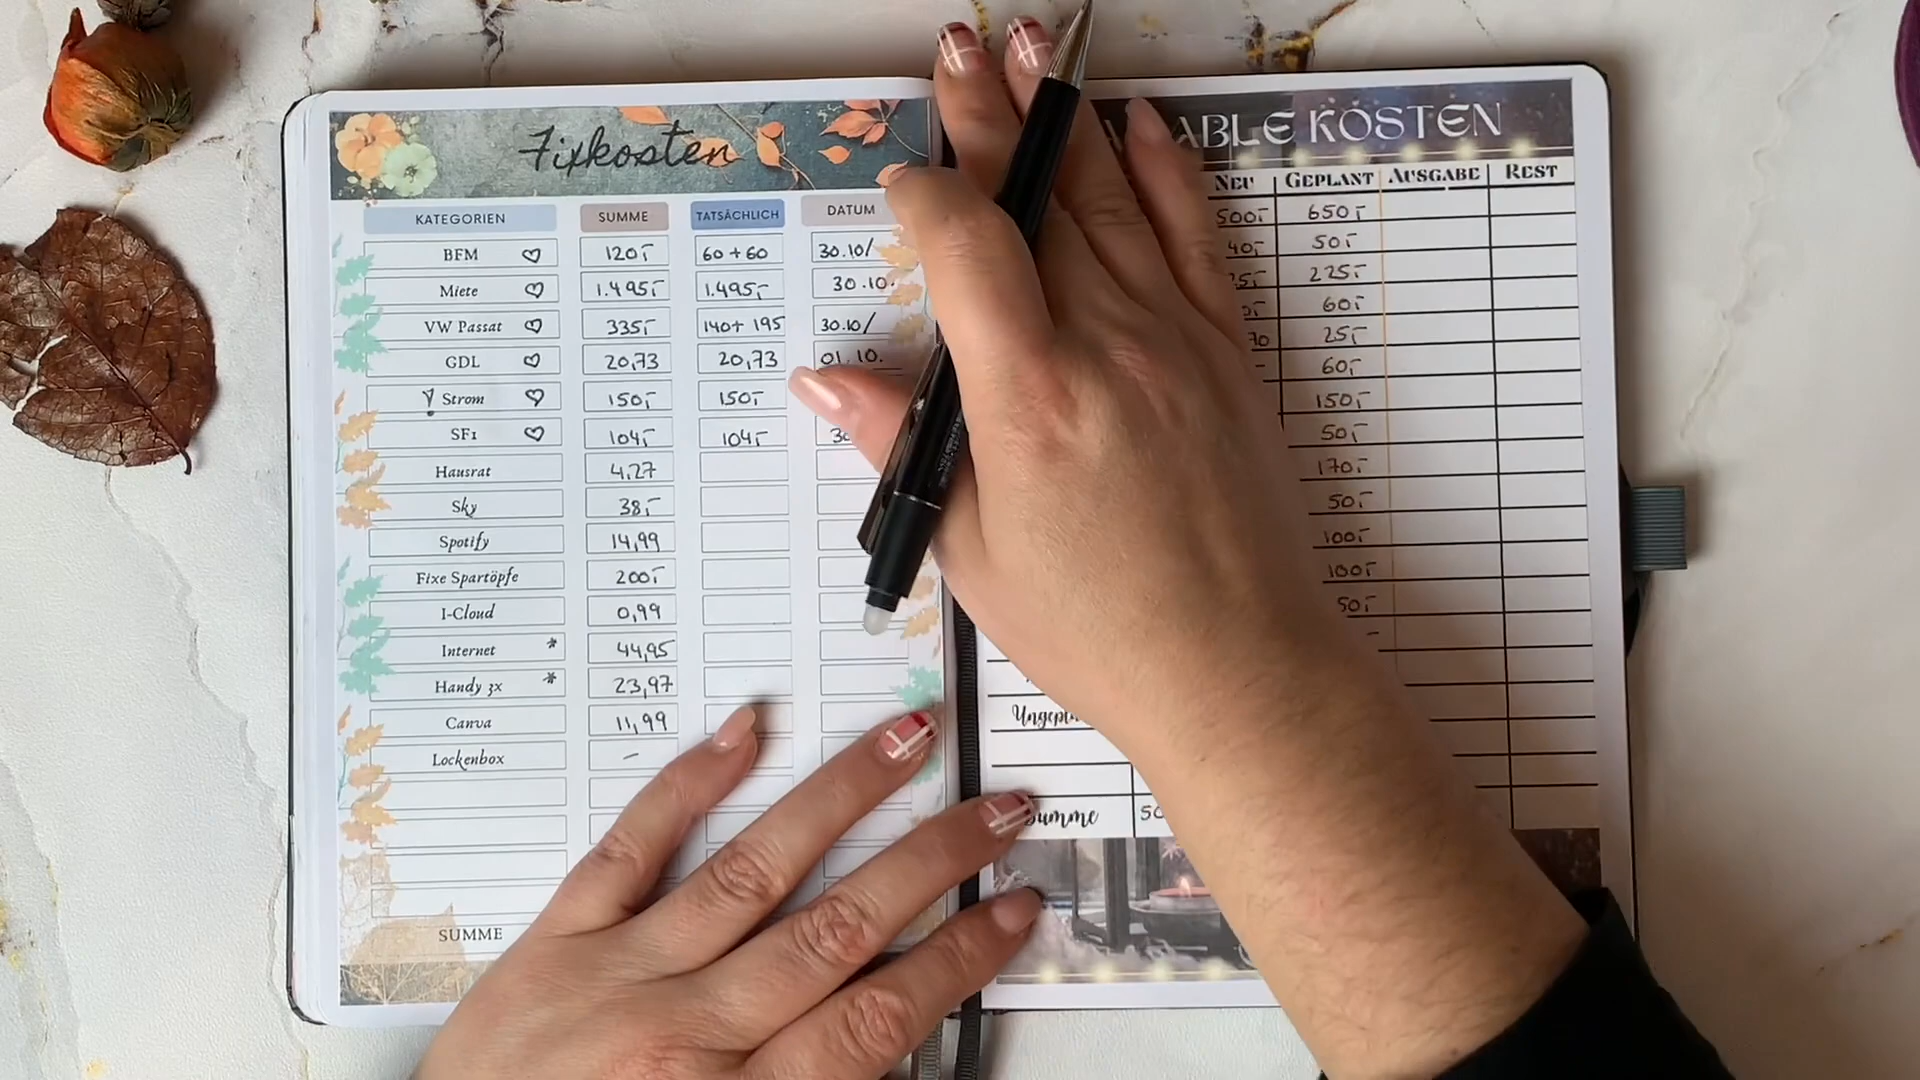 Fixkosten
KATEGORIEN SUMME TATSÄCHLICH DATUM
BFM 120,- 60 + 60 30.10/
Miete 1.495,- 1.495,- 30.10.
VW Passat 335,- 140+ 195 30.10/
GDL 20,73 20,73 01.10.
Strom 150,- 150,-
SF1 104,- 104,-
Hausrat 4,27
Sky 38,-
Spotify 14,99
Fixe Spartöpfe 200,-
I-Cloud 0,99
Internet * 44,95
Handy 3x * 23,97
Canva 11,99
Lockenbox –
SUMME
KOSTEN
NEU GEPLANT AUSGABE REST
500,- 650,-
40,- 50,-
225,-
60,-
25,-
60,-
150,-
50,-
170,-
50,-
100,-
100,-
50,-
–
Summe